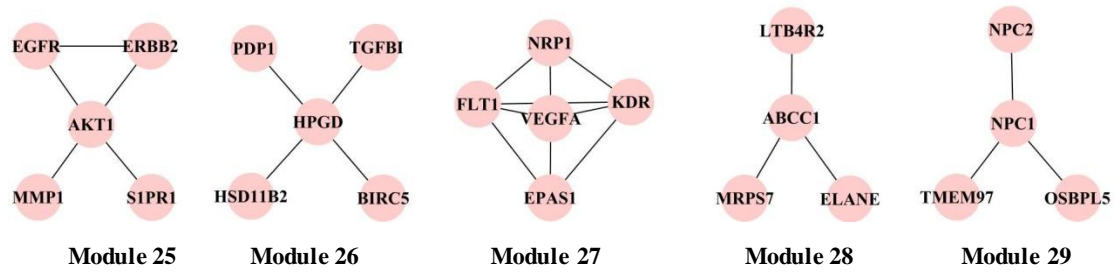 EGFR ERBB2
AKT1
MMP1 S1PR1
Module 25
PDP1 TGFBI
HPGD
HSD11B2 BIRC5
Module 26
NRP1
FLT1 VEGFA KDR
EPAS1
Module 27
LTB4R2
ABCC1
MRPS7 ELANE
Module 28
NPC2
NPC1
TMEM97 OSBPL5
Module 29